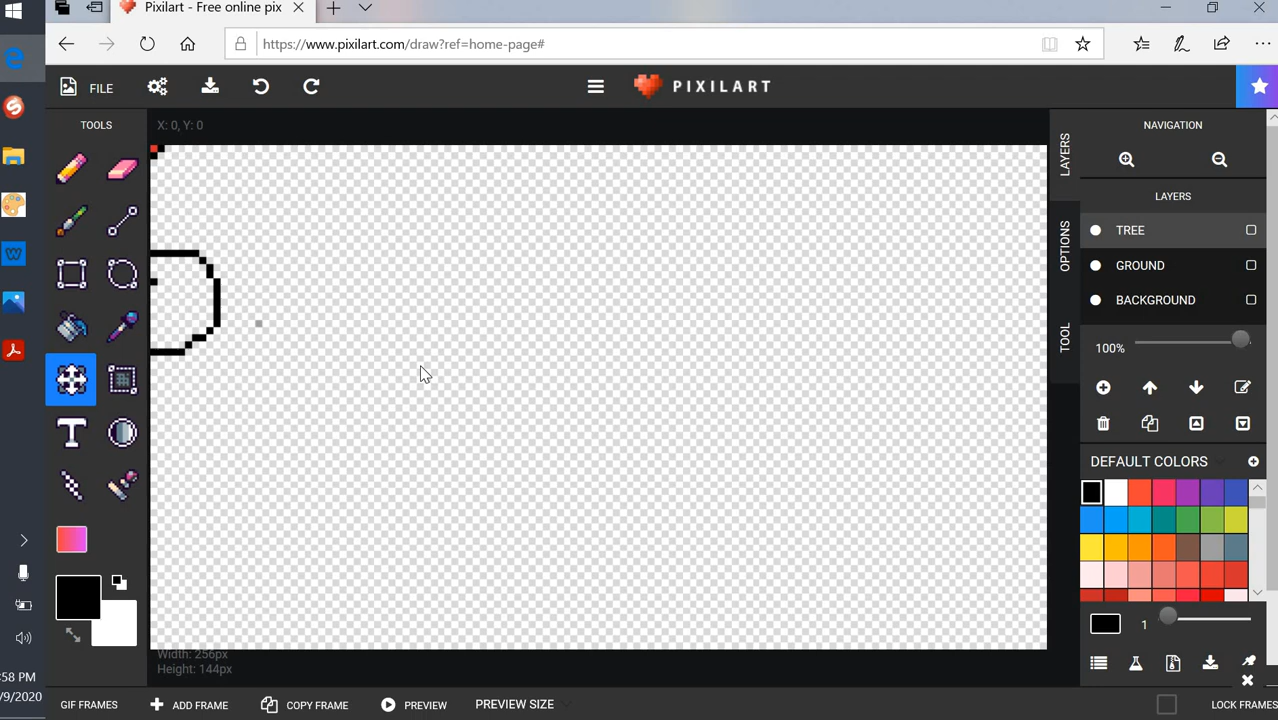 Pixilart - Free online pix
https://www.pixilart.com/draw?ref=home-page#
FILE
PIXILART
TOOLS
X: 0, Y: 0
NAVIGATION
LAYERS
LAYERS
TREE
OPTIONS
GROUND
BACKGROUND
TOOL
100%
DEFAULT COLORS
1
Width: 256px
Height: 144px
:58 PM
/9/2020
GIF FRAMES
ADD FRAME
COPY FRAME
PREVIEW
PREVIEW SIZE
LOCK FRAMES